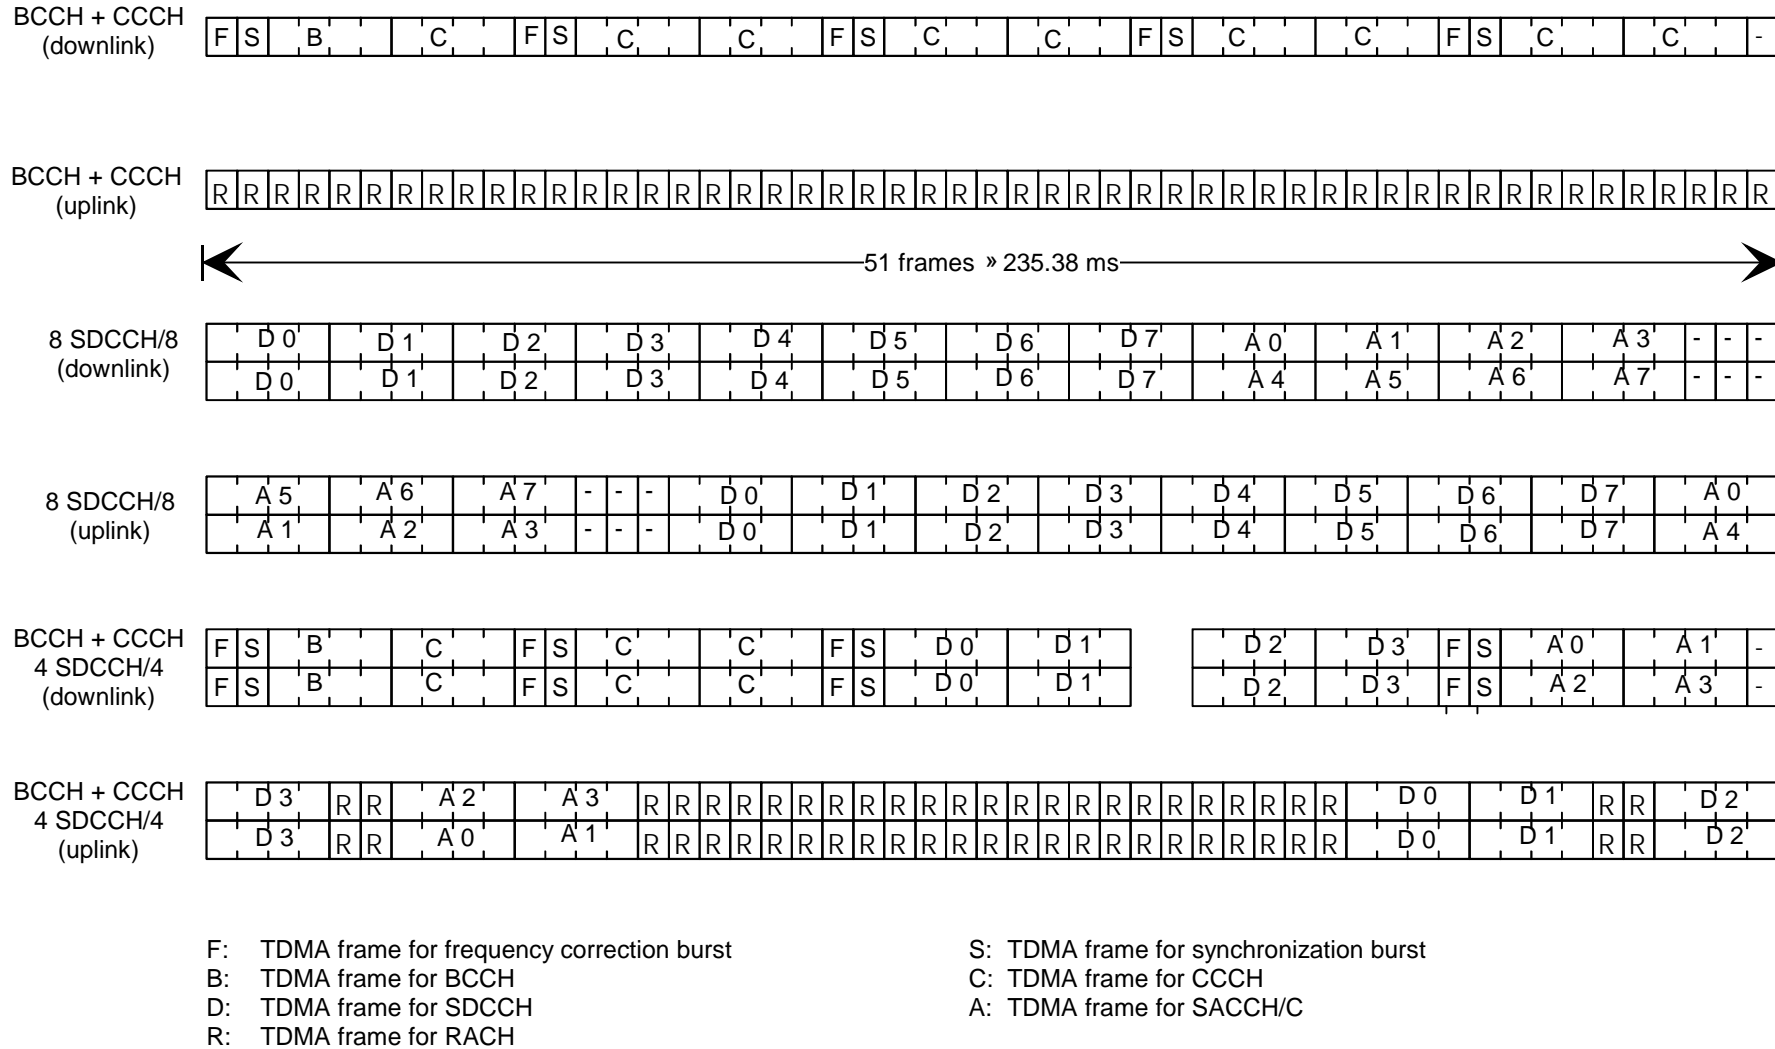 BCCH + CCCH
(downlink)
F S B C F S C C F S C C F S C C F S C C -
BCCH + CCCH
(uplink)
R R R R R R R R R R R R R R R R R R R R R R R R R R R R R R R R R R R R R R R R R R R R R R R R R R R
51 frames » 235.38 ms
8 SDCCH/8
(downlink)
D 0 D 1 D 2 D 3 D 4 D 5 D 6 D 7 A 0 A 1 A 2 A 3 - - -
D 0 D 1 D 2 D 3 D 4 D 5 D 6 D 7 A 4 A 5 A 6 A 7 - - -
8 SDCCH/8
(uplink)
A 5 A 6 A 7 - - - D 0 D 1 D 2 D 3 D 4 D 5 D 6 D 7 A 0
A 1 A 2 A 3 - - - D 0 D 1 D 2 D 3 D 4 D 5 D 6 D 7 A 4
BCCH + CCCH
4 SDCCH/4
(downlink)
F S B C F S C C F S D 0 D 1 D 2 D 3 F S A 0 A 1 -
F S B C F S C C F S D 0 D 1 D 2 D 3 F S A 2 A 3 -
BCCH + CCCH
4 SDCCH/4
(uplink)
D 3 R R A 2 A 3 R R R R R R R R R R R R R R R R R R R R R R R D 0 D 1 R R D 2
D 3 R R A 0 A 1 R R R R R R R R R R R R R R R R R R R R R R R D 0 D 1 R R D 2
F: TDMA frame for frequency correction burst
S: TDMA frame for synchronization burst
B: TDMA frame for BCCH
C: TDMA frame for CCCH
D: TDMA frame for SDCCH
A: TDMA frame for SACCH/C
R: TDMA frame for RACH